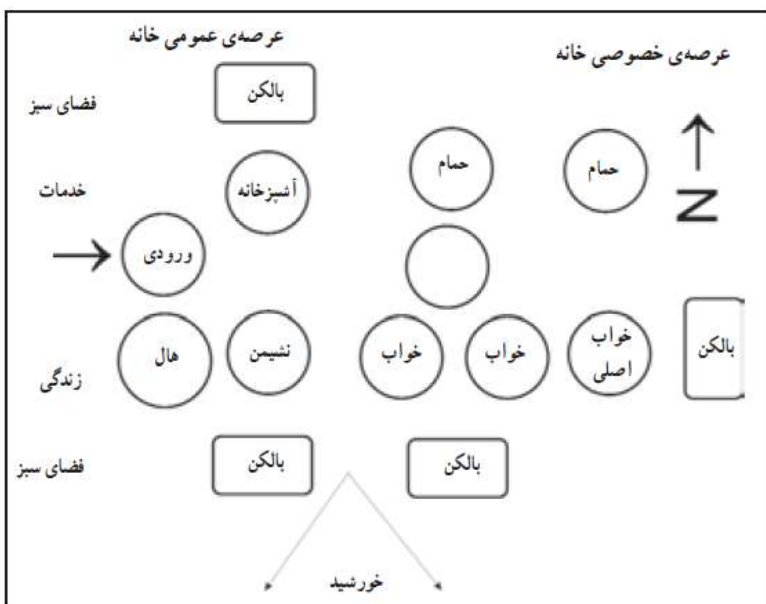 عرصه‌ی عمومی خانه
عرصه‌ی خصوصی خانه
بالکن
فضای سبز
حمام
حمام
آشپزخانه
خدمات
N
ورودی
خواب
اصلی
خواب
خواب
نشیمن
هال
بالکن
زندگی
بالکن
بالکن
فضای سبز
خورشید